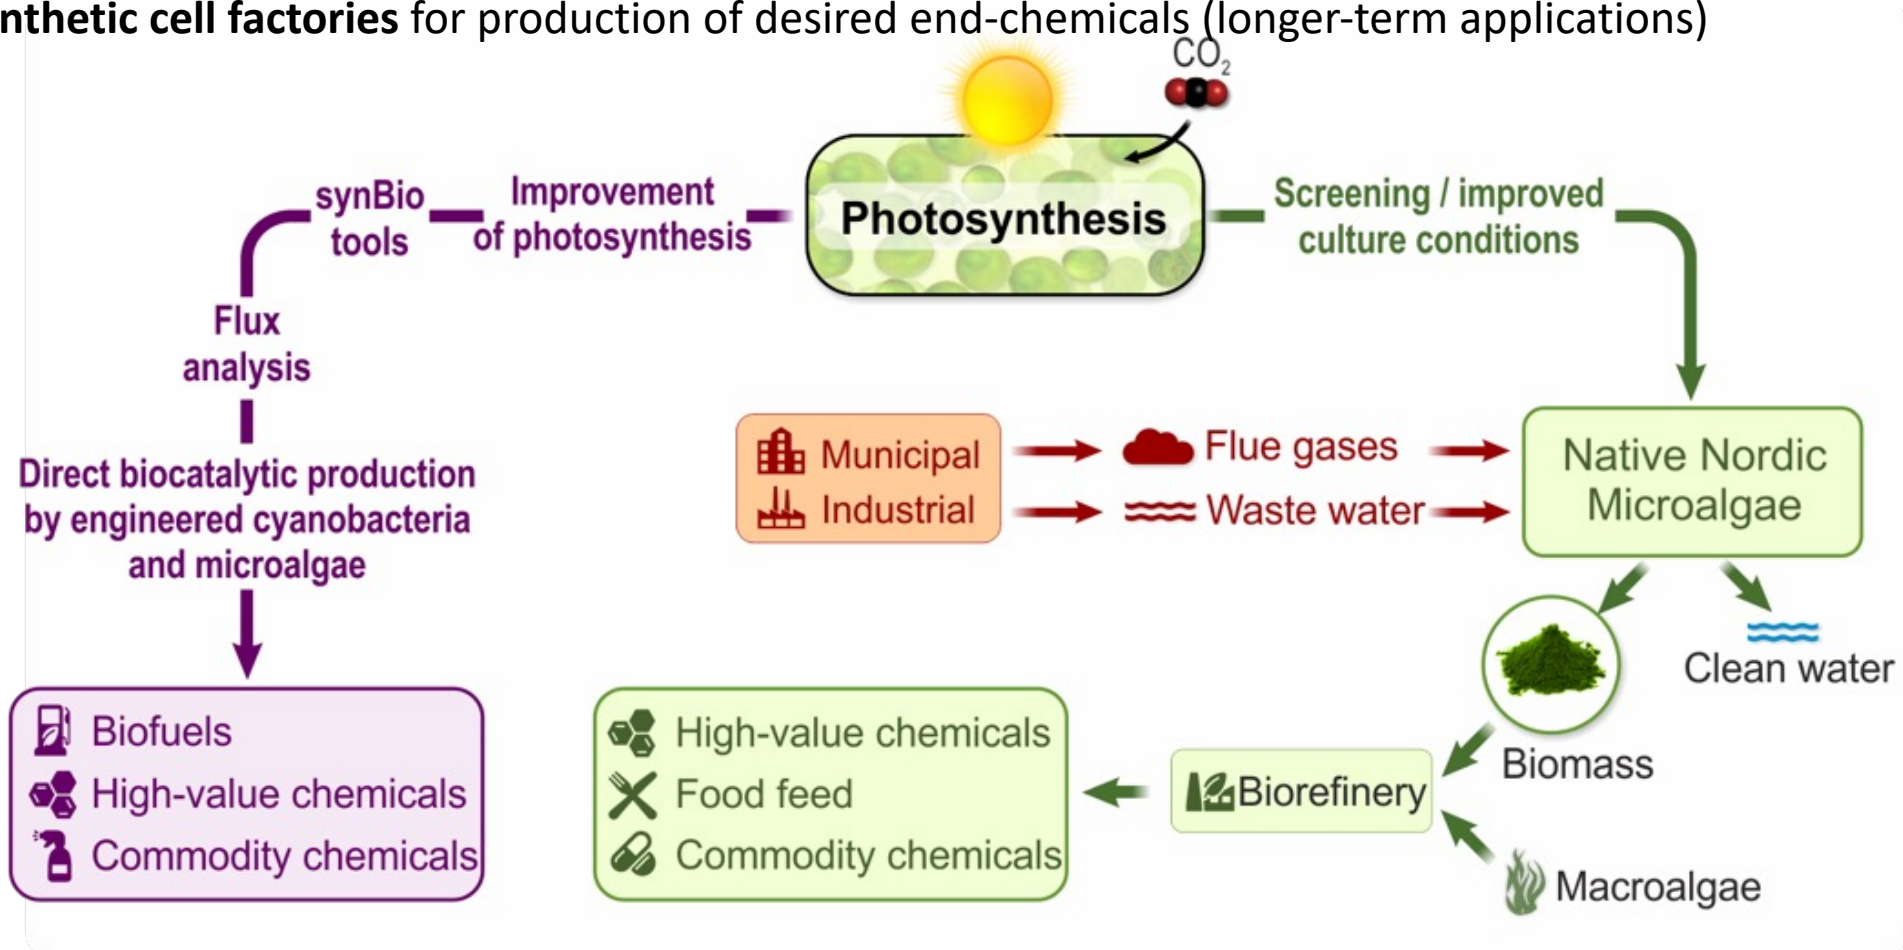 nthetic cell factories for production of desired end-chemicals (longer-term applications)
CO₂
synBio
tools
Improvement
of photosynthesis
Photosynthesis
Screening / improved
culture conditions
Flux
analysis
Direct biocatalytic production
by engineered cyanobacteria
and microalgae
Municipal
Industrial
Flue gases
Waste water
Native Nordic
Microalgae
Clean water
Biomass
Biofuels
High-value chemicals
Commodity chemicals
High-value chemicals
Food feed
Commodity chemicals
Biorefinery
Macroalgae